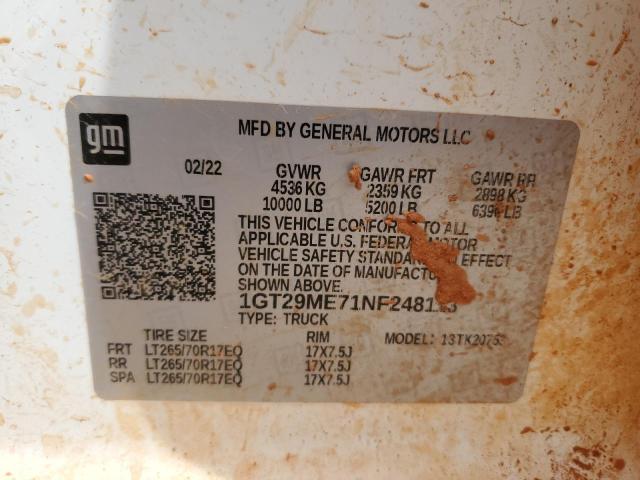 gm
MFD BY GENERAL MOTORS LLC
02/22 GVWR GAWR FRT GAWR RR
4536 KG 2359 KG 2898 KG
10000 LB 5200 LB LB
THIS VEHICLE CONFORMS TO ALL
APPLICABLE U.S. FEDERAL MOTOR
VEHICLE SAFETY STANDARDS IN EFFECT
ON THE DATE OF MANUFACTURE
SHOWN ABOVE.
TYPE: TRUCK
MODEL:
TIRE SIZE RIM
FRT LT265/70R17EQ 17X7.5J
RR LT265/70R17EQ 17X7.5J
SPA LT265/70R17EQ 17X7.5J